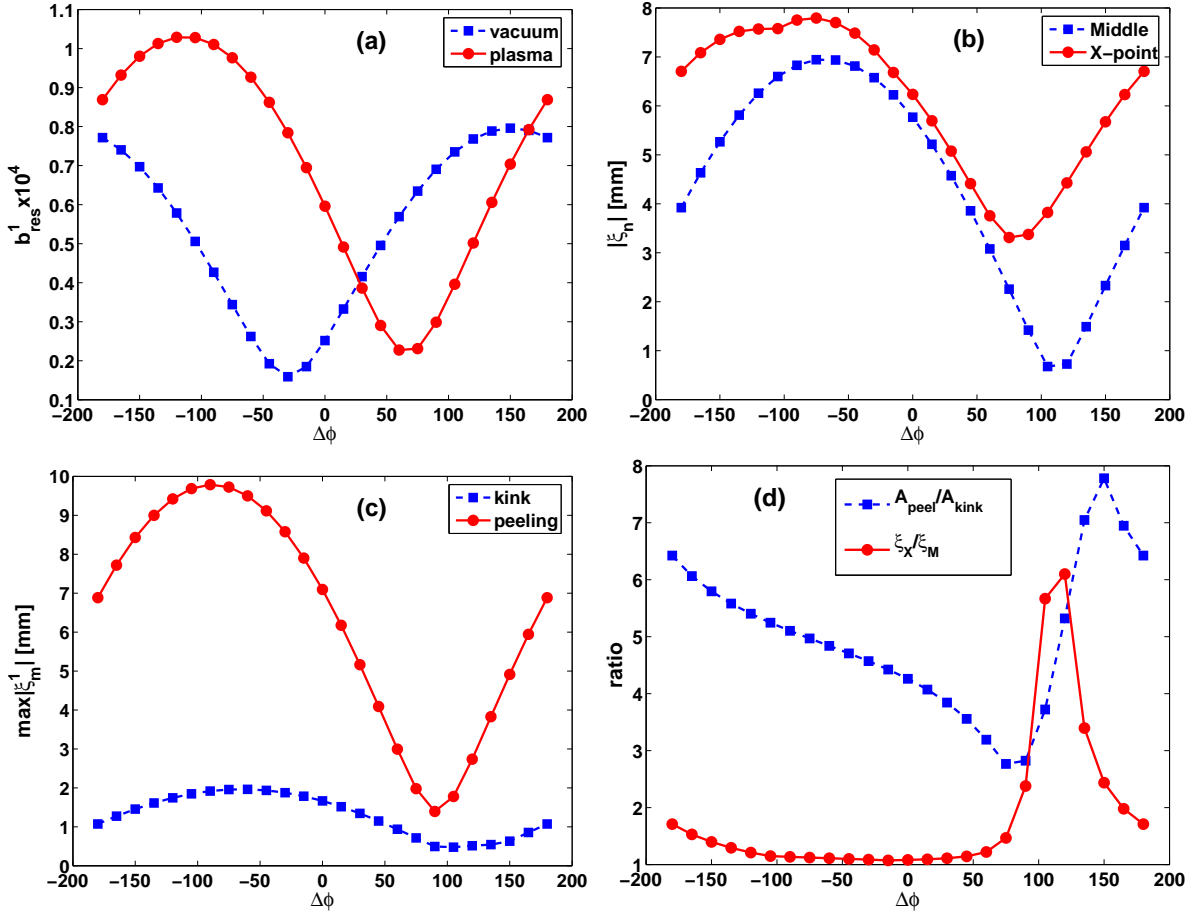 (a)
vacuum
plasma
b¹res x10⁴
1.1
1
0.9
0.8
0.7
0.6
0.5
0.4
0.3
0.2
0.1
−200 −150 −100 −50 0 50 100 150 200
Δϕ
(b)
Middle
X−point
|ξn| [mm]
8
7
6
5
4
3
2
1
0
−200 −150 −100 −50 0 50 100 150 200
Δϕ
(c)
kink
peeling
max|ξ¹m| [mm]
10
9
8
7
6
5
4
3
2
1
0
−200 −150 −100 −50 0 50 100 150 200
Δϕ
(d)
Apeel/Akink
ξX/ξM
ratio
8
7
6
5
4
3
2
1
−200 −150 −100 −50 0 50 100 150 200
Δϕ